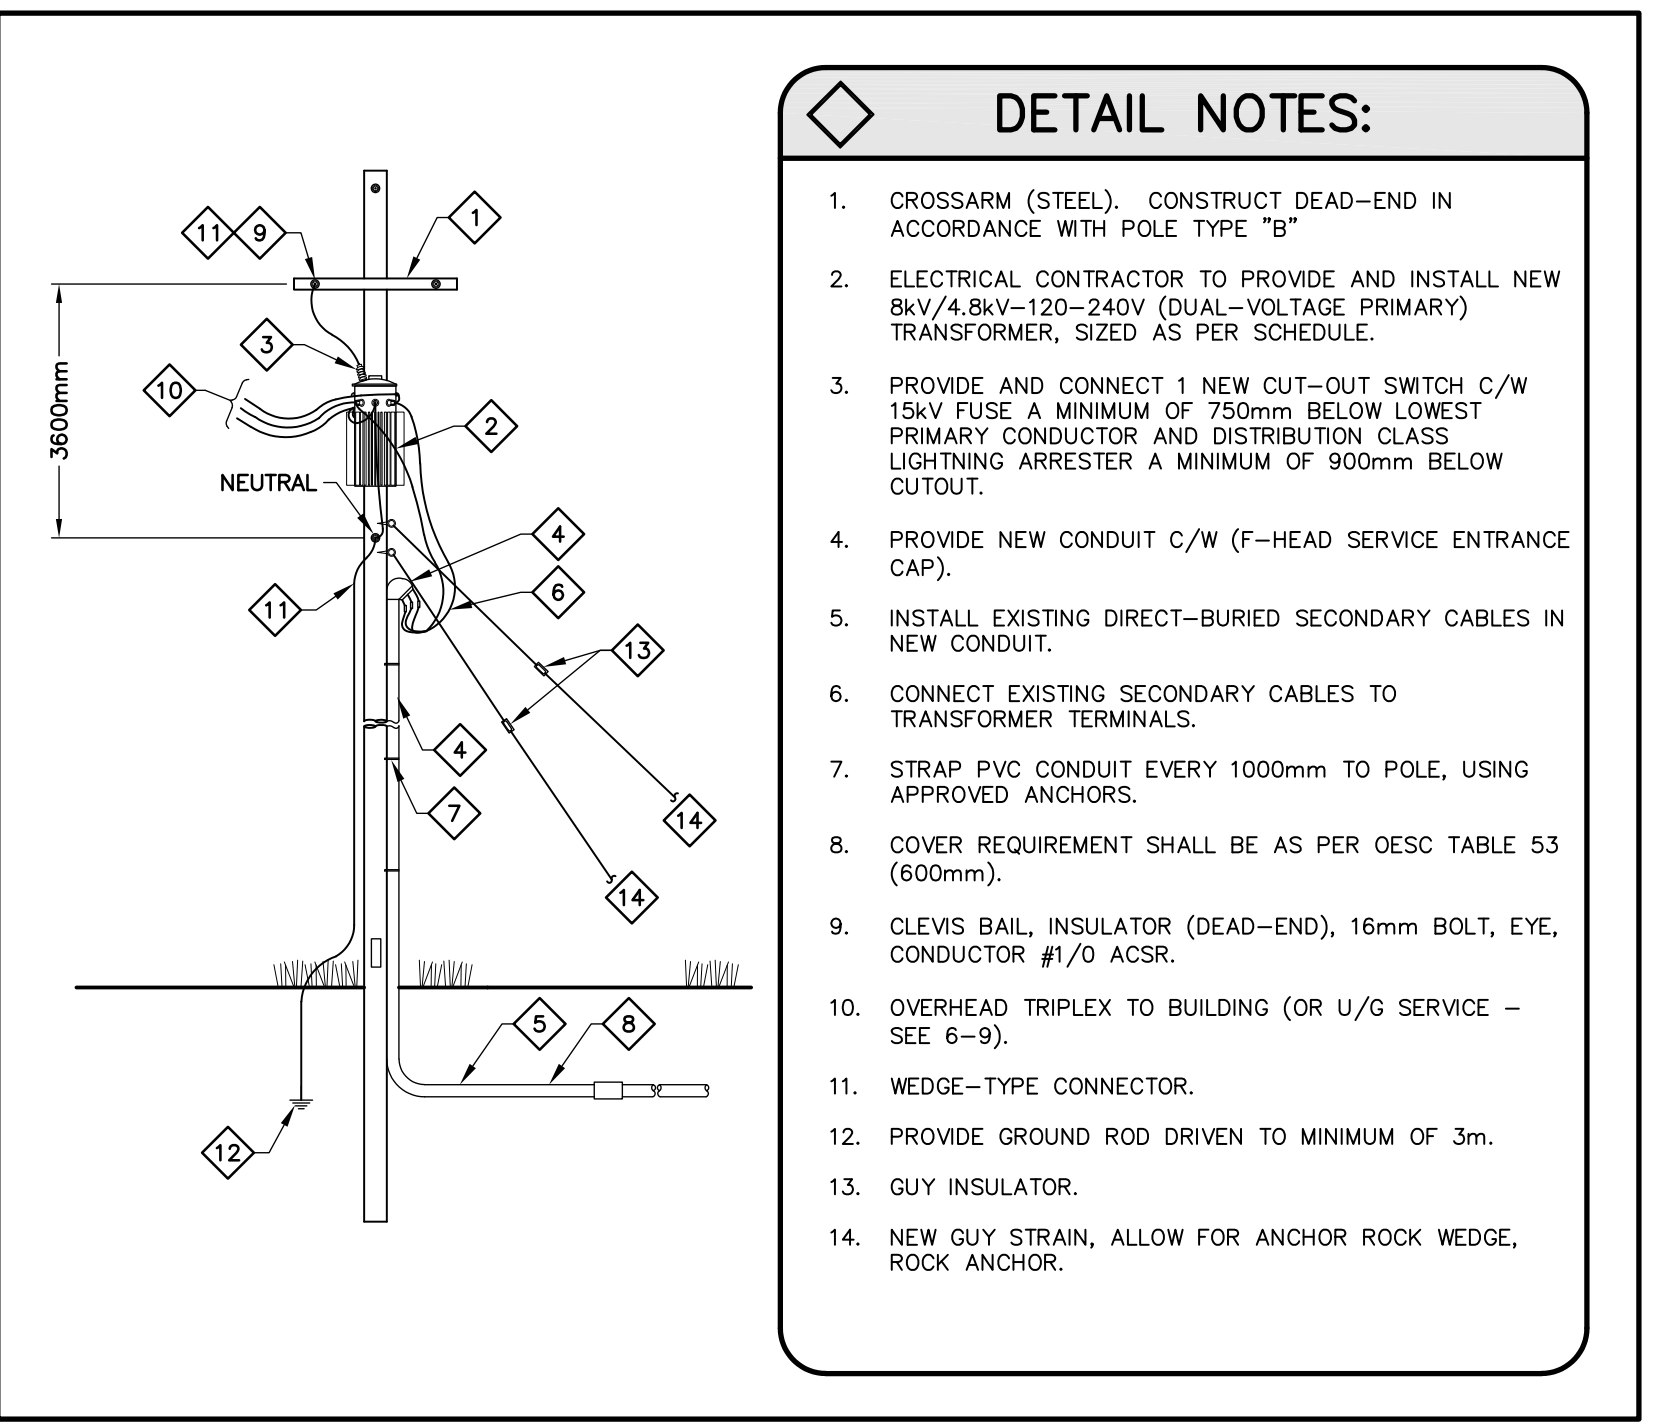 DETAIL NOTES:
1. CROSSARM (STEEL). CONSTRUCT DEAD-END IN
ACCORDANCE WITH POLE TYPE "B"
2. ELECTRICAL CONTRACTOR TO PROVIDE AND INSTALL NEW
8kV/4.8kV-120-240V (DUAL-VOLTAGE PRIMARY)
TRANSFORMER, SIZED AS PER SCHEDULE.
3. PROVIDE AND CONNECT 1 NEW CUT-OUT SWITCH C/W
15kV FUSE A MINIMUM OF 750mm BELOW LOWEST
PRIMARY CONDUCTOR AND DISTRIBUTION CLASS
LIGHTNING ARRESTER A MINIMUM OF 900mm BELOW
CUTOUT.
4. PROVIDE NEW CONDUIT C/W (F-HEAD SERVICE ENTRANCE
CAP).
5. INSTALL EXISTING DIRECT-BURIED SECONDARY CABLES IN
NEW CONDUIT.
6. CONNECT EXISTING SECONDARY CABLES TO
TRANSFORMER TERMINALS.
7. STRAP PVC CONDUIT EVERY 1000mm TO POLE, USING
APPROVED ANCHORS.
8. COVER REQUIREMENT SHALL BE AS PER OESC TABLE 53
(600mm).
9. CLEVIS BAIL, INSULATOR (DEAD-END), 16mm BOLT, EYE,
CONDUCTOR #1/0 ACSR.
10. OVERHEAD TRIPLEX TO BUILDING (OR U/G SERVICE -
SEE 6-9).
11. WEDGE-TYPE CONNECTOR.
12. PROVIDE GROUND ROD DRIVEN TO MINIMUM OF 3m.
13. GUY INSULATOR.
14. NEW GUY STRAIN, ALLOW FOR ANCHOR ROCK WEDGE,
ROCK ANCHOR.
1
11 9
3
10
3600mm
2
NEUTRAL
4
6
11
13
4
7
14
14
5
8
12